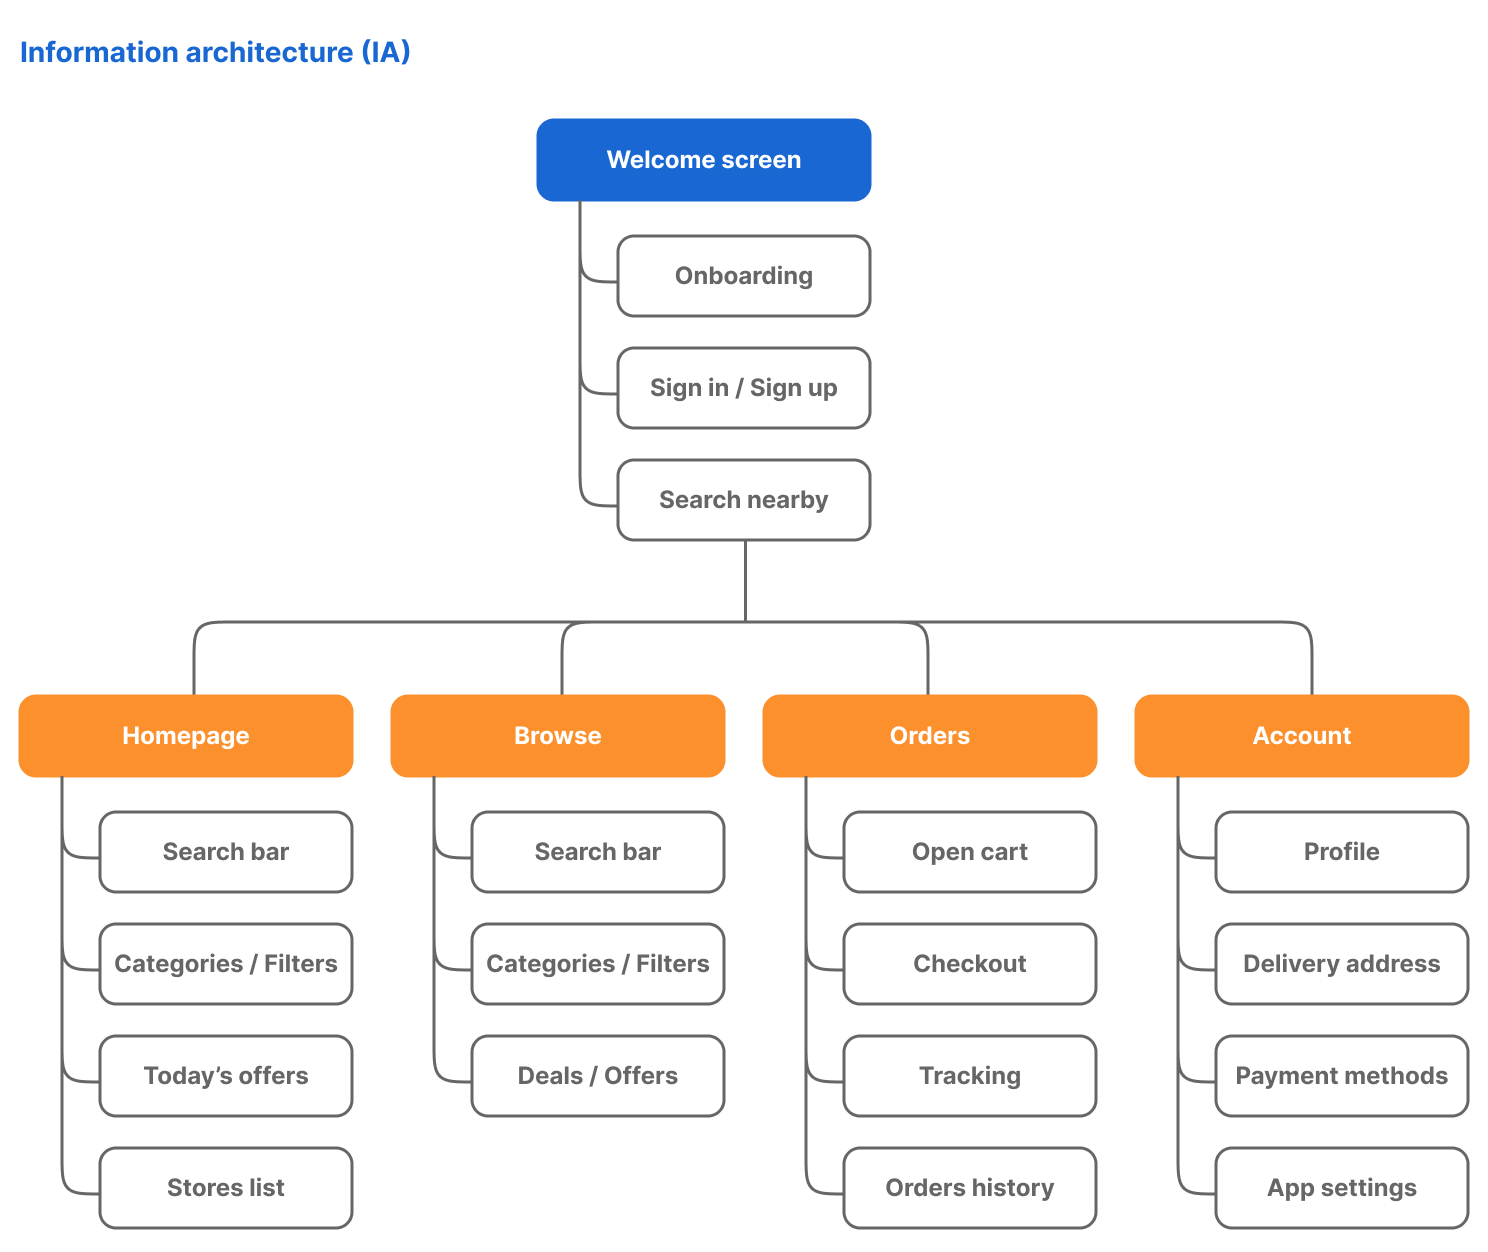 Information architecture (IA)
Welcome screen
Onboarding
Sign in / Sign up
Search nearby
Homepage
Search bar
Categories / Filters
Today’s offers
Stores list
Browse
Search bar
Categories / Filters
Deals / Offers
Orders
Open cart
Checkout
Tracking
Orders history
Account
Profile
Delivery address
Payment methods
App settings